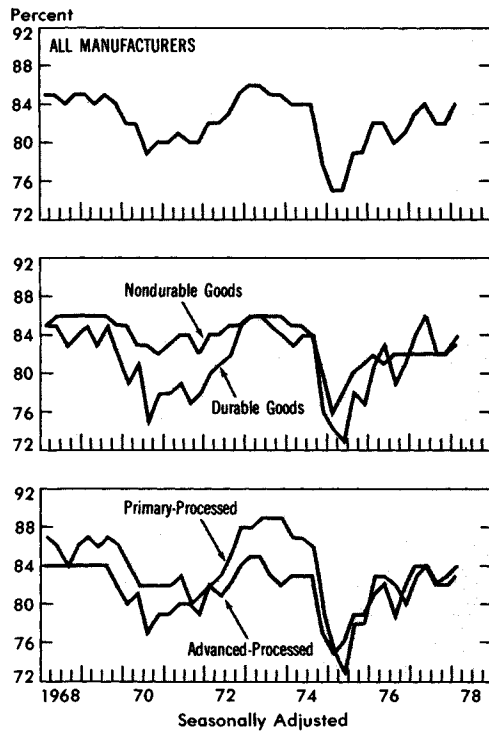 Percent
92
ALL MANUFACTURERS
88
84
80
76
72
92
88
Nondurable Goods
84
80
76
Durable Goods
72
92
88
Primary-Processed
84
80
76
Advanced-Processed
72
1968 70 72 74 76 78
Seasonally Adjusted